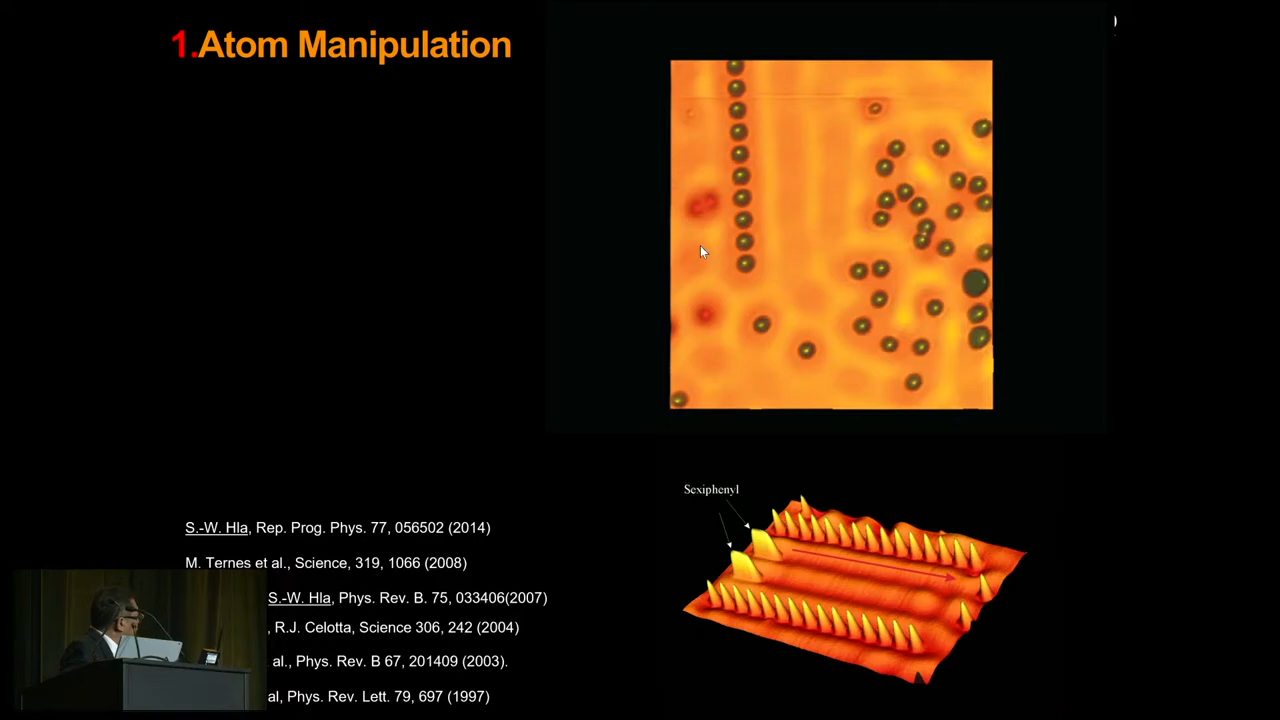 1.Atom Manipulation
Sexiphenyl
S.-W. Hla, Rep. Prog. Phys. 77, 056502 (2014)
M. Ternes et al., Science, 319, 1066 (2008)
S.-W. Hla, Phys. Rev. B. 75, 033406(2007)
, R.J. Celotta, Science 306, 242 (2004)
al., Phys. Rev. B 67, 201409 (2003).
al, Phys. Rev. Lett. 79, 697 (1997)